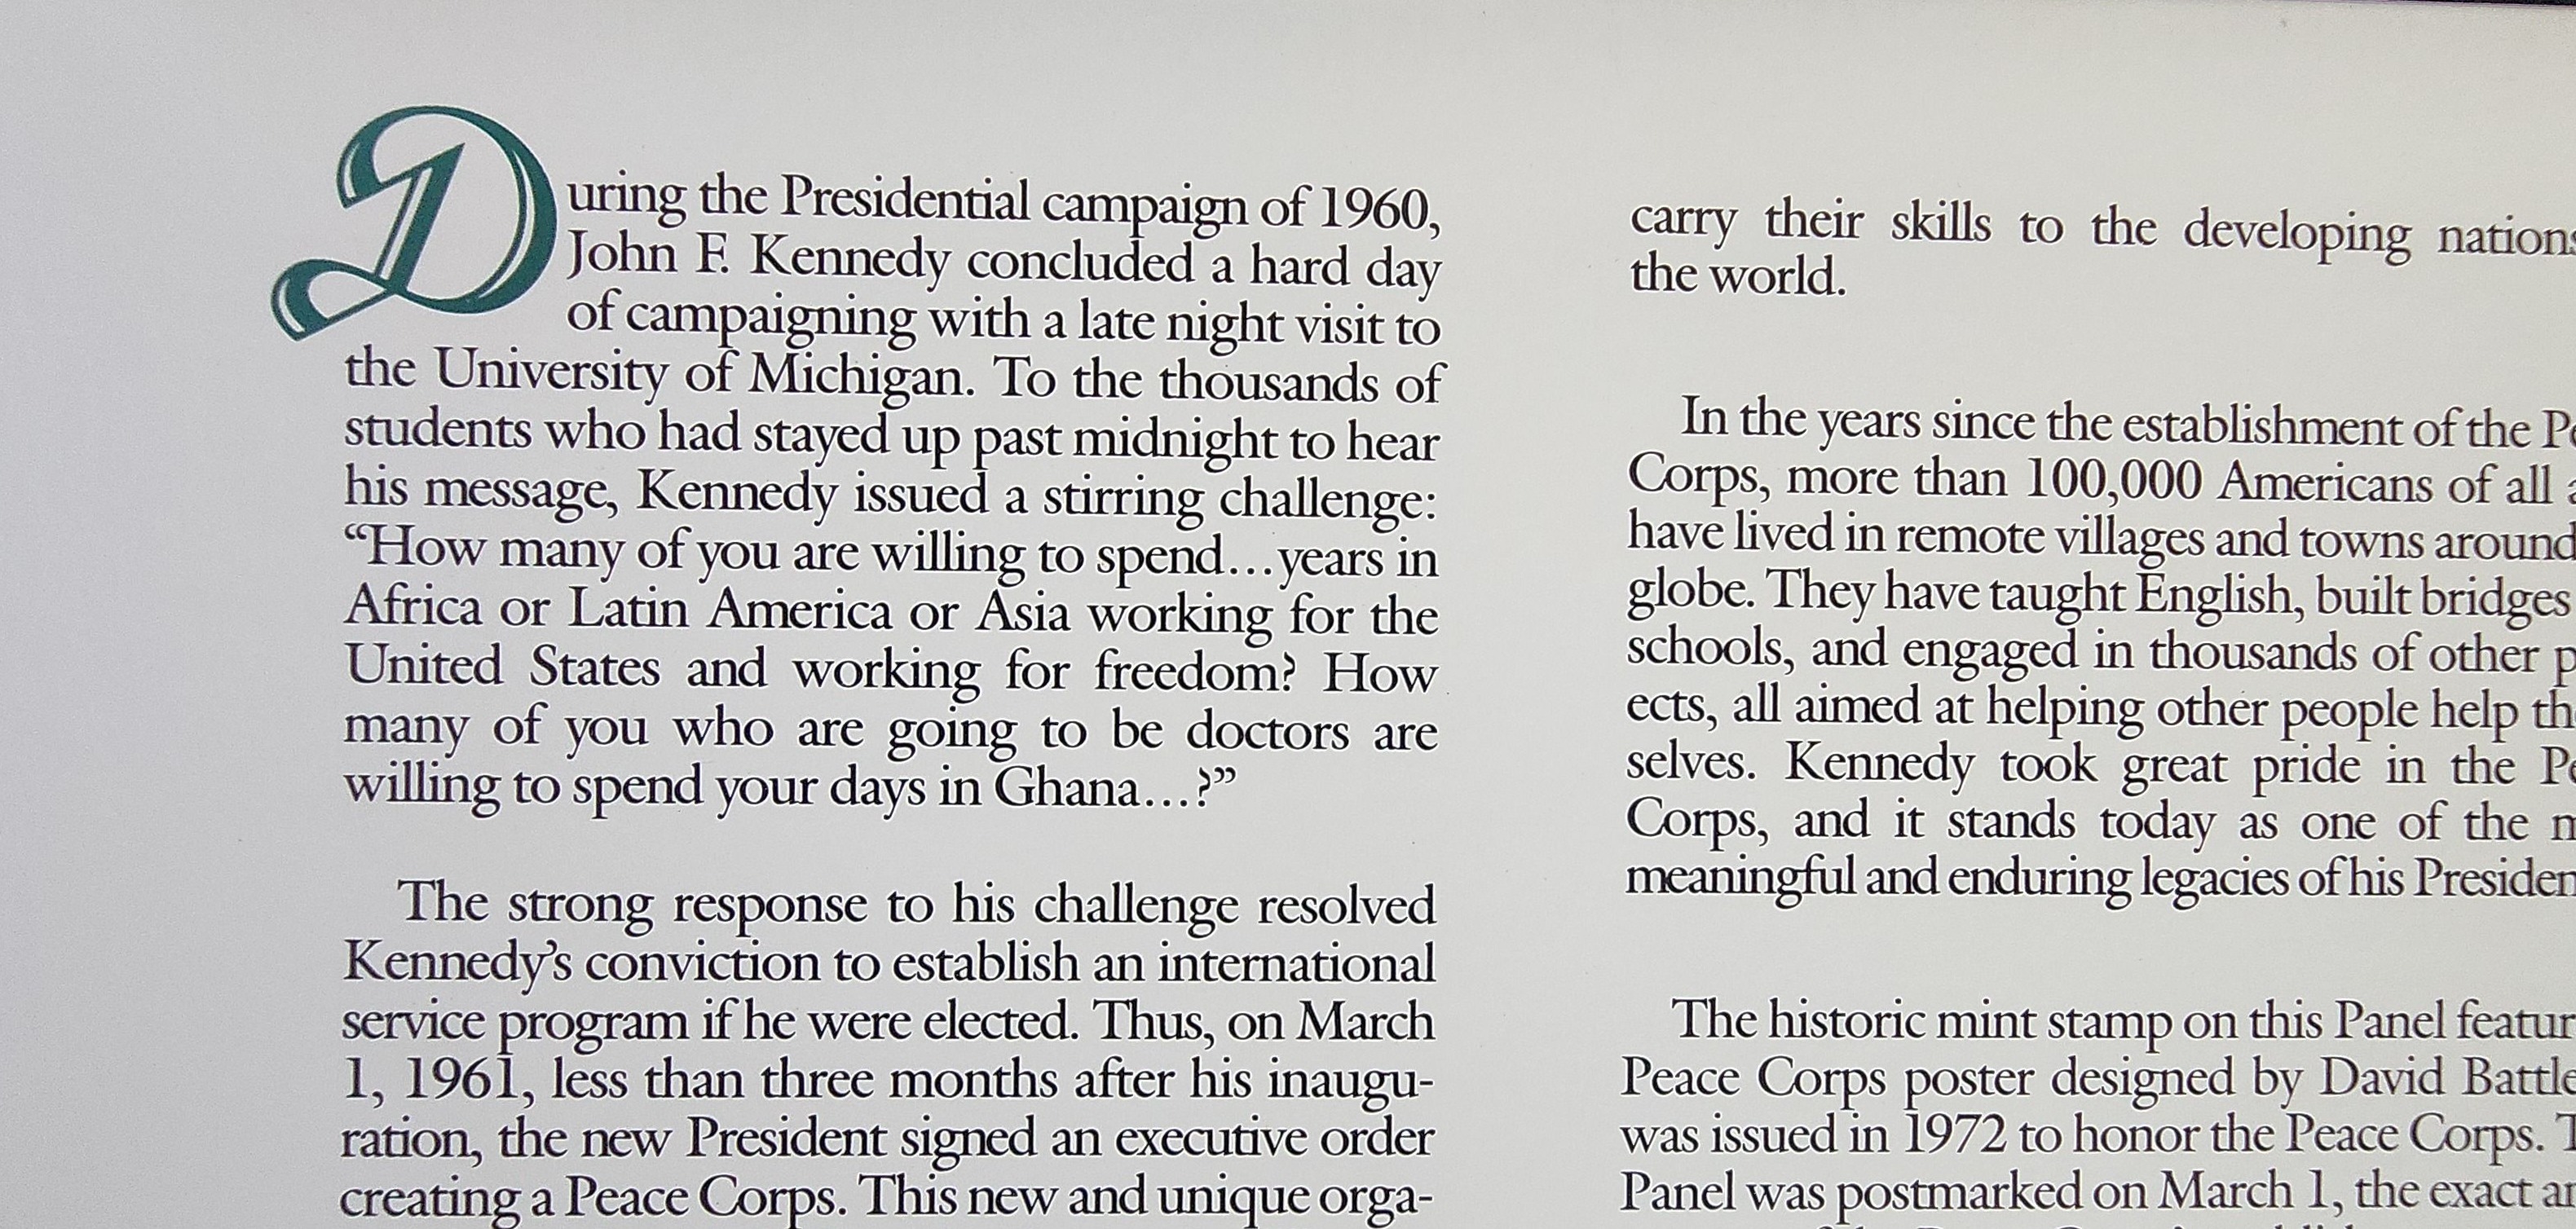 During the Presidential campaign of 1960,
John F. Kennedy concluded a hard day
of campaigning with a late night visit to
the University of Michigan. To the thousands of
students who had stayed up past midnight to hear
his message, Kennedy issued a stirring challenge:
“How many of you are willing to spend...years in
Africa or Latin America or Asia working for the
United States and working for freedom? How
many of you who are going to be doctors are
willing to spend your days in Ghana...?”
The strong response to his challenge resolved
Kennedy’s conviction to establish an international
service program if he were elected. Thus, on March
1, 1961, less than three months after his inaugu-
ration, the new President signed an executive order
creating a Peace Corps. This new and unique orga-
carry their skills to the developing nations
the world.
In the years since the establishment of the
Corps, more than 100,000 Americans of all
have lived in remote villages and towns around
globe. They have taught English, built bridges
schools, and engaged in thousands of other
ects, all aimed at helping other people help
selves. Kennedy took great pride in the
Corps, and it stands today as one of the
meaningful and enduring legacies of his
The historic mint stamp on this Panel
Peace Corps poster designed by David
was issued in 1972 to honor the Peace Corps.
Panel was postmarked on March 1, the exact